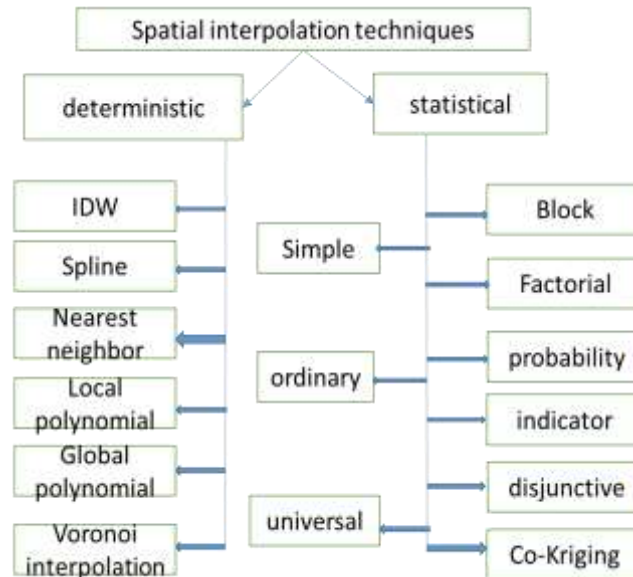 Spatial interpolation techniques
deterministic
statistical
IDW
Spline
Nearest
neighbor
Local
polynomial
Global
polynomial
Voronoi
interpolation
Simple
ordinary
universal
Block
Factorial
probability
indicator
disjunctive
Co-Kriging